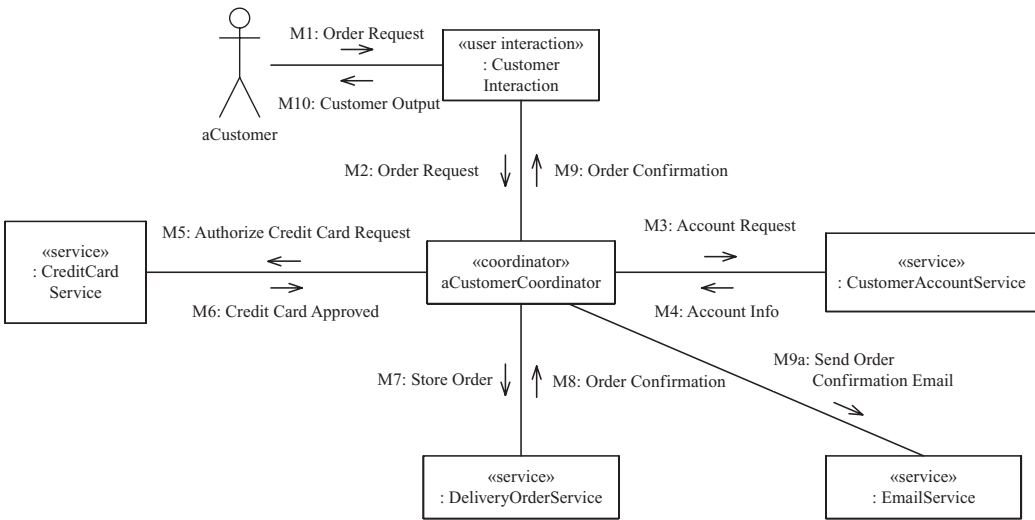 M1: Order Request
«user interaction»
: Customer
Interaction
M10: Customer Output
aCustomer
M2: Order Request
M9: Order Confirmation
M5: Authorize Credit Card Request
M3: Account Request
«service»
: CreditCard
Service
«coordinator»
aCustomerCoordinator
«service»
: CustomerAccountService
M6: Credit Card Approved
M4: Account Info
M7: Store Order
M8: Order Confirmation
M9a: Send Order
Confirmation Email
«service»
: DeliveryOrderService
«service»
: EmailService